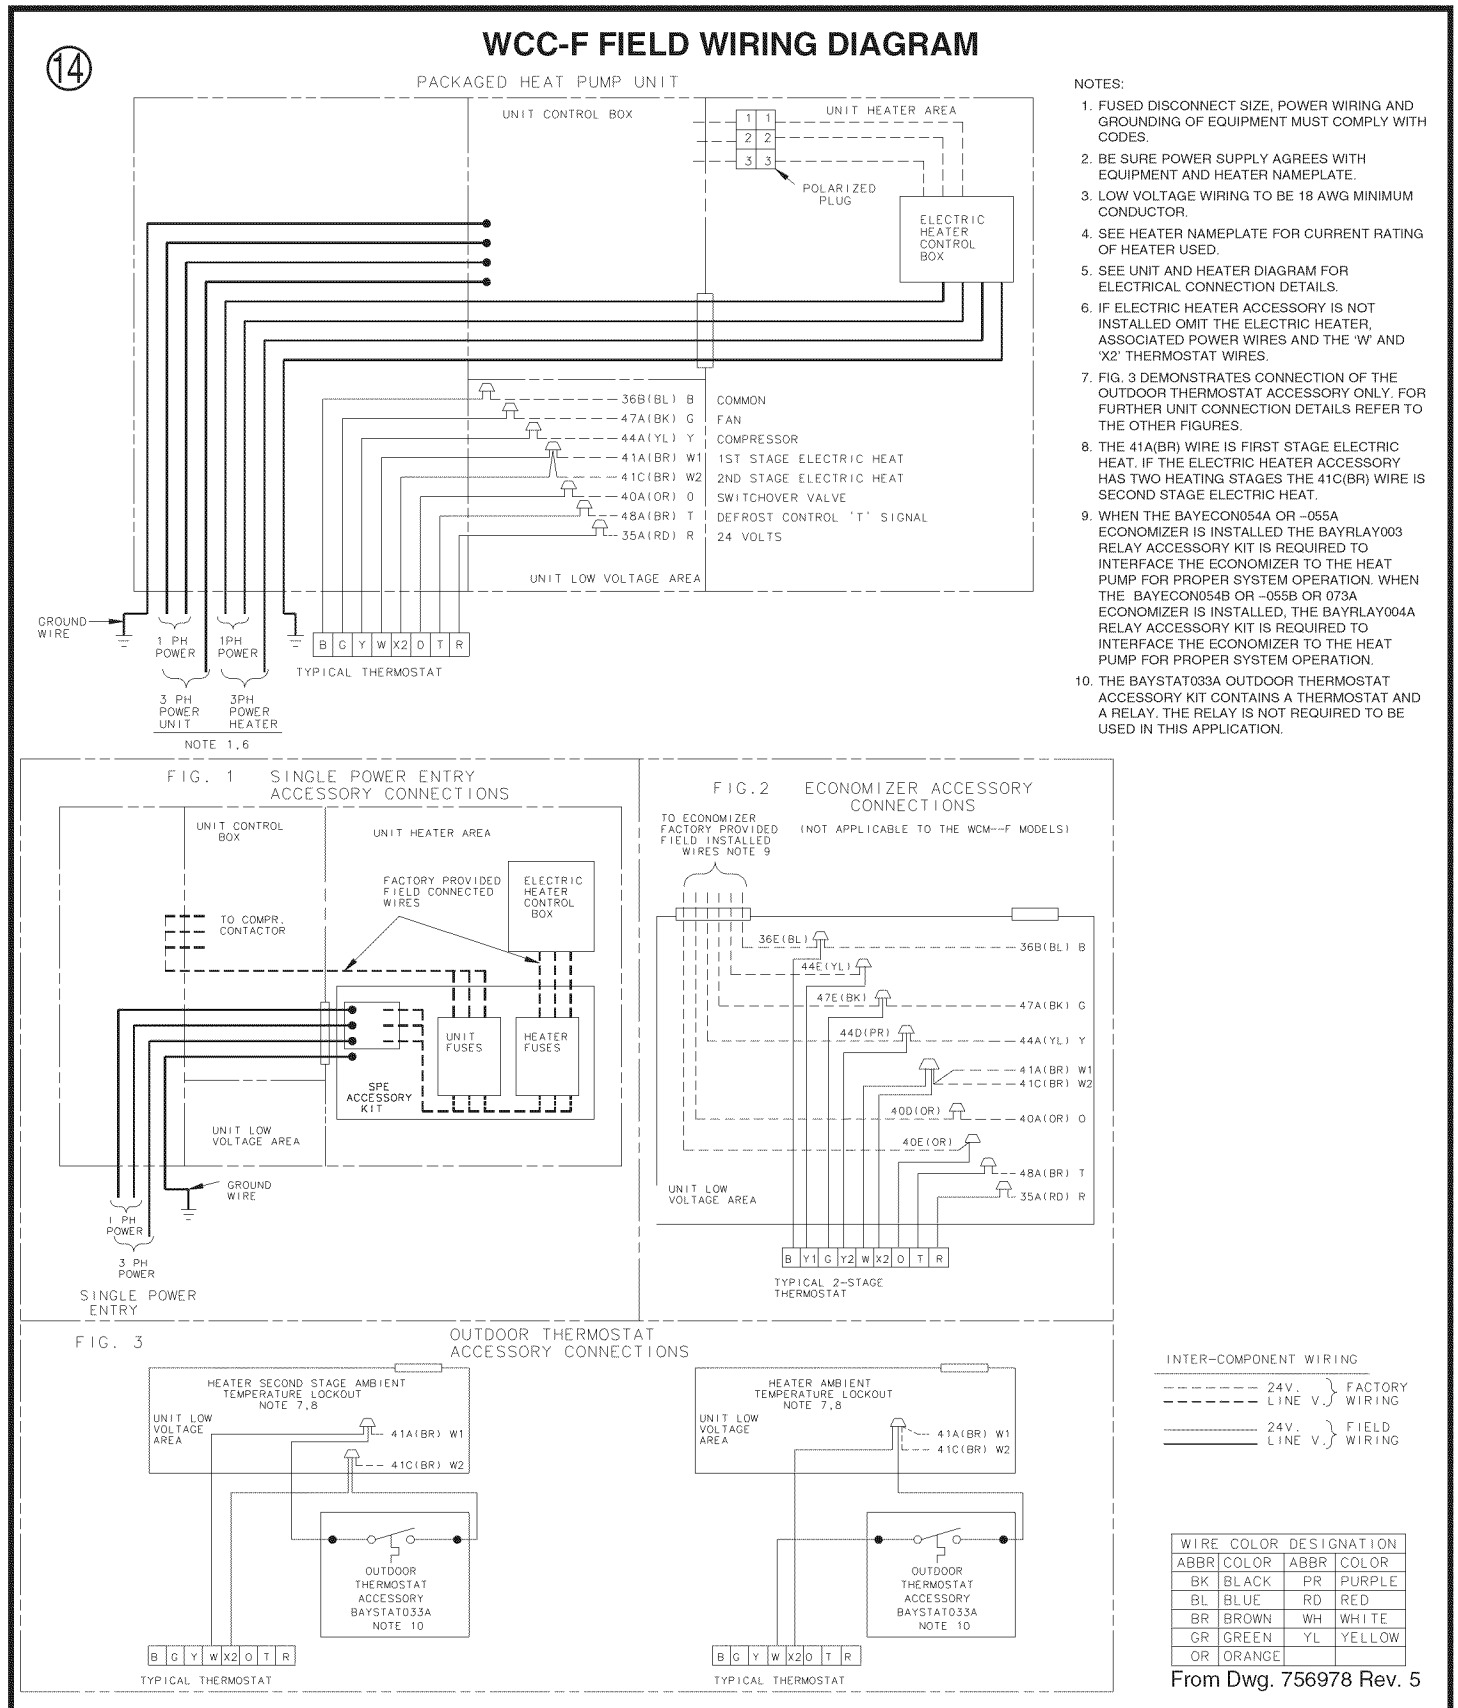 14
WCC-F FIELD WIRING DIAGRAM
PACKAGED HEAT PUMP UNIT
UNIT CONTROL BOX
UNIT HEATER AREA
1 1
2 2
3 3
POLARIZED
PLUG
ELECTRIC
HEATER
CONTROL
BOX
36B(BL) B COMMON
47A(BK) G FAN
44A(YL) Y COMPRESSOR
41A(BR) W1 1ST STAGE ELECTRIC HEAT
41C(BR) W2 2ND STAGE ELECTRIC HEAT
40A(OR) O SWITCHOVER VALVE
48A(BR) T DEFROST CONTROL 'T' SIGNAL
35A(RD) R 24 VOLTS
UNIT LOW VOLTAGE AREA
GROUND
WIRE
1 PH
POWER
1PH
POWER
B G Y W X2 O T R
TYPICAL THERMOSTAT
3 PH
POWER
UNIT
3PH
POWER
HEATER
NOTE 1,6
NOTES:
1. FUSED DISCONNECT SIZE, POWER WIRING AND
GROUNDING OF EQUIPMENT MUST COMPLY WITH
CODES.
2. BE SURE POWER SUPPLY AGREES WITH
EQUIPMENT AND HEATER NAMEPLATE.
3. LOW VOLTAGE WIRING TO BE 18 AWG MINIMUM
CONDUCTOR.
4. SEE HEATER NAMEPLATE FOR CURRENT RATING
OF HEATER USED.
5. SEE UNIT AND HEATER DIAGRAM FOR
ELECTRICAL CONNECTION DETAILS.
6. IF ELECTRIC HEATER ACCESSORY IS NOT
INSTALLED OMIT THE ELECTRIC HEATER,
ASSOCIATED POWER WIRES AND THE 'W' AND
'X2' THERMOSTAT WIRES.
7. FIG. 3 DEMONSTRATES CONNECTION OF THE
OUTDOOR THERMOSTAT ACCESSORY ONLY. FOR
FURTHER UNIT CONNECTION DETAILS REFER TO
THE OTHER FIGURES.
8. THE 41A(BR) WIRE IS FIRST STAGE ELECTRIC
HEAT. IF THE ELECTRIC HEATER ACCESSORY
HAS TWO HEATING STAGES THE 41C(BR) WIRE IS
SECOND STAGE ELECTRIC HEAT.
9. WHEN THE BAYECON054A OR -055A
ECONOMIZER IS INSTALLED THE BAYRLAY003
RELAY ACCESSORY KIT IS REQUIRED TO
INTERFACE THE ECONOMIZER TO THE HEAT
PUMP FOR PROPER SYSTEM OPERATION. WHEN
THE BAYECON054B OR -055B OR 073A
ECONOMIZER IS INSTALLED, THE BAYRLAY004A
RELAY ACCESSORY KIT IS REQUIRED TO
INTERFACE THE ECONOMIZER TO THE HEAT
PUMP FOR PROPER SYSTEM OPERATION.
10. THE BAYSTAT033A OUTDOOR THERMOSTAT
ACCESSORY KIT CONTAINS A THERMOSTAT AND
A RELAY. THE RELAY IS NOT REQUIRED TO BE
USED IN THIS APPLICATION.
FIG. 1 SINGLE POWER ENTRY
ACCESSORY CONNECTIONS
UNIT CONTROL
BOX
UNIT HEATER AREA
FACTORY PROVIDED
FIELD CONNECTED
WIRES
ELECTRIC
HEATER
CONTROL
BOX
TO COMPR.
CONTACTOR
UNIT
FUSES
HEATER
FUSES
SPE
ACCESSORY
KIT
UNIT LOW
VOLTAGE AREA
GROUND
WIRE
1 PH
POWER
3 PH
POWER
SINGLE POWER
ENTRY
FIG.2 ECONOMIZER ACCESSORY
CONNECTIONS
TO ECONOMIZER
FACTORY PROVIDED
FIELD INSTALLED
WIRES NOTE 9
(NOT APPLICABLE TO THE WCM--F MODELS)
36E(BL) 36B(BL) B
44E(YL)
47E(BK) 47A(BK) G
44D(PR) 44A(YL) Y
41A(BR) W1
41C(BR) W2
40D(OR) 40A(OR) O
40E(OR)
48A(BR) T
35A(RD) R
UNIT LOW
VOLTAGE AREA
B Y1 G Y2 W X2 O T R
TYPICAL 2-STAGE
THERMOSTAT
FIG. 3 OUTDOOR THERMOSTAT
ACCESSORY CONNECTIONS
HEATER SECOND STAGE AMBIENT
TEMPERATURE LOCKOUT
NOTE 7,8
UNIT LOW
VOLTAGE
AREA
41A(BR) W1
41C(BR) W2
OUTDOOR
THERMOSTAT
ACCESSORY
BAYSTAT033A
NOTE 10
B G Y W X2 O T R
TYPICAL THERMOSTAT
HEATER AMBIENT
TEMPERATURE LOCKOUT
NOTE 7,8
UNIT LOW
VOLTAGE
AREA
41A(BR) W1
41C(BR) W2
OUTDOOR
THERMOSTAT
ACCESSORY
BAYSTAT033A
NOTE 10
B G Y W X2 O T R
TYPICAL THERMOSTAT
INTER-COMPONENT WIRING
24V. FACTORY
LINE V. WIRING
24V. FIELD
LINE V. WIRING
WIRE COLOR DESIGNATION
ABBR COLOR ABBR COLOR
BK BLACK PR PURPLE
BL BLUE RD RED
BR BROWN WH WHITE
GR GREEN YL YELLOW
OR ORANGE
From Dwg. 756978 Rev. 5